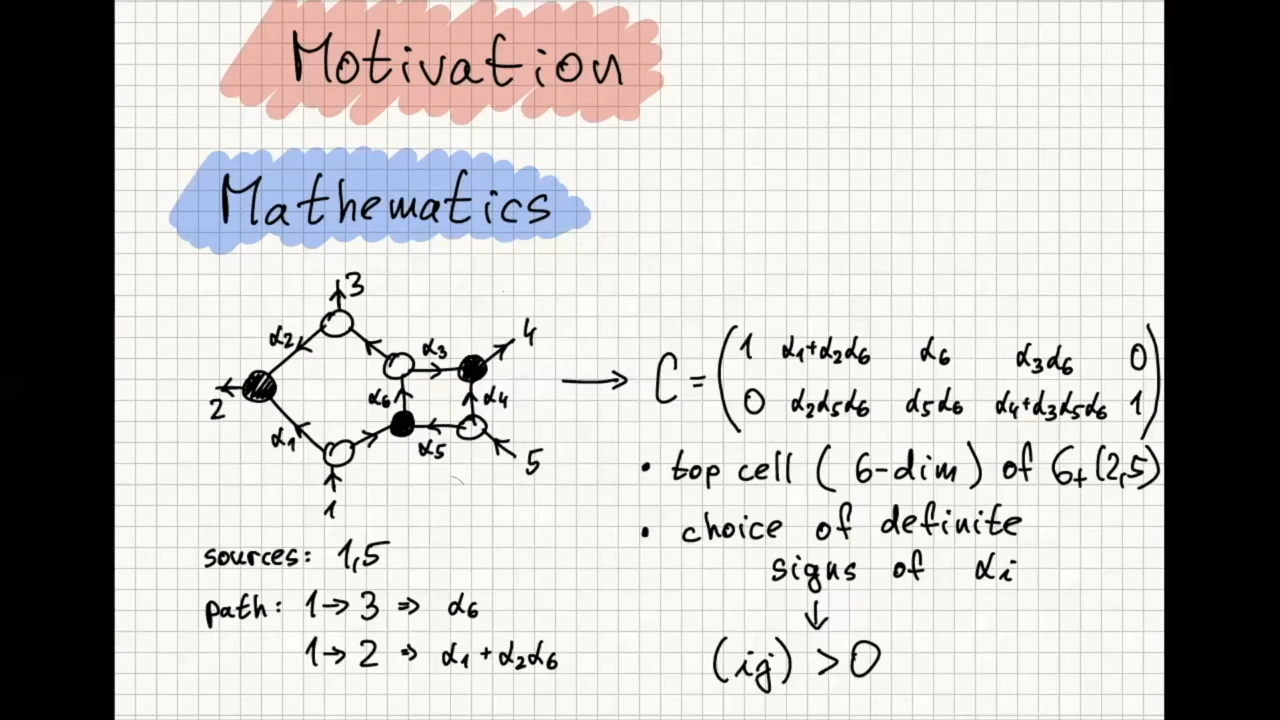 Motivation
Mathematics
3
α2
α3
4
2
α6
α4
α1
α5
5
1
C = ( 1 α1+α2α6 α6 α3α6 0
0 α2α5α6 α5α6 α4+α3α5α6 1 )
• top cell ( 6-dim ) of G+(2,5)
• choice of definite
signs of αi
↓
(ij) > 0
sources: 1,5
path: 1→3 ⇒ α6
1→2 ⇒ α1 + α2α6